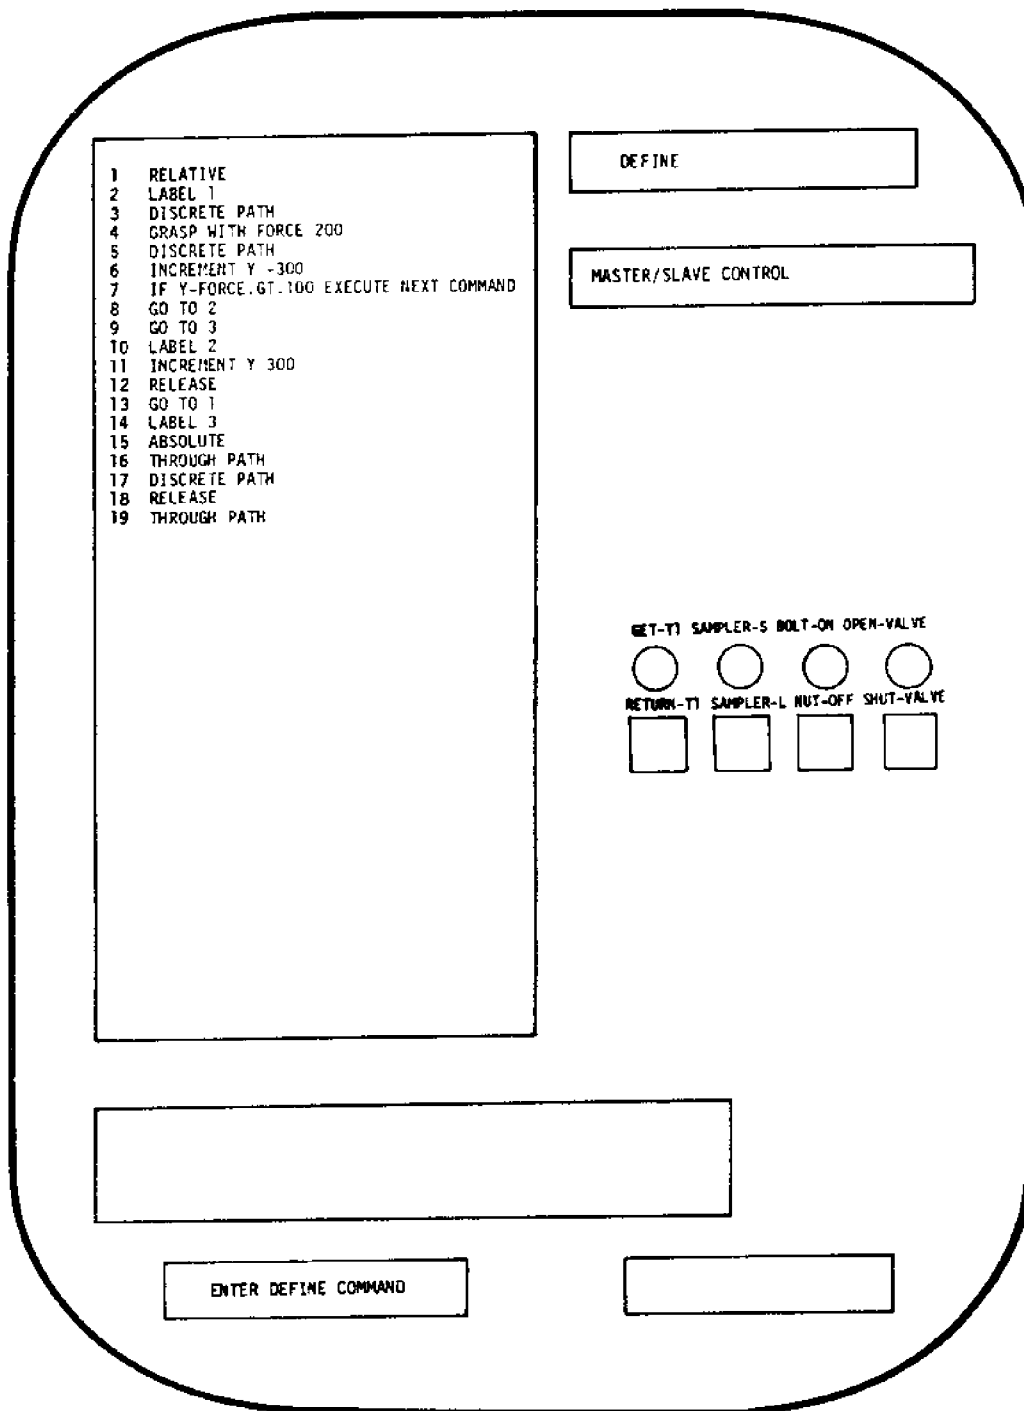 1 RELATIVE
2 LABEL 1
3 DISCRETE PATH
4 GRASP WITH FORCE 200
5 DISCRETE PATH
6 INCREMENT Y -300
7 IF Y-FORCE.GT.100 EXECUTE NEXT COMMAND
8 GO TO 2
9 GO TO 3
10 LABEL 2
11 INCREMENT Y 300
12 RELEASE
13 GO TO 1
14 LABEL 3
15 ABSOLUTE
16 THROUGH PATH
17 DISCRETE PATH
18 RELEASE
19 THROUGH PATH
DEFINE
MASTER/SLAVE CONTROL
GET-T1 SAMPLER-S BOLT-ON OPEN-VALVE
RETURN-T1 SAMPLER-L NUT-OFF SHUT-VALVE
ENTER DEFINE COMMAND